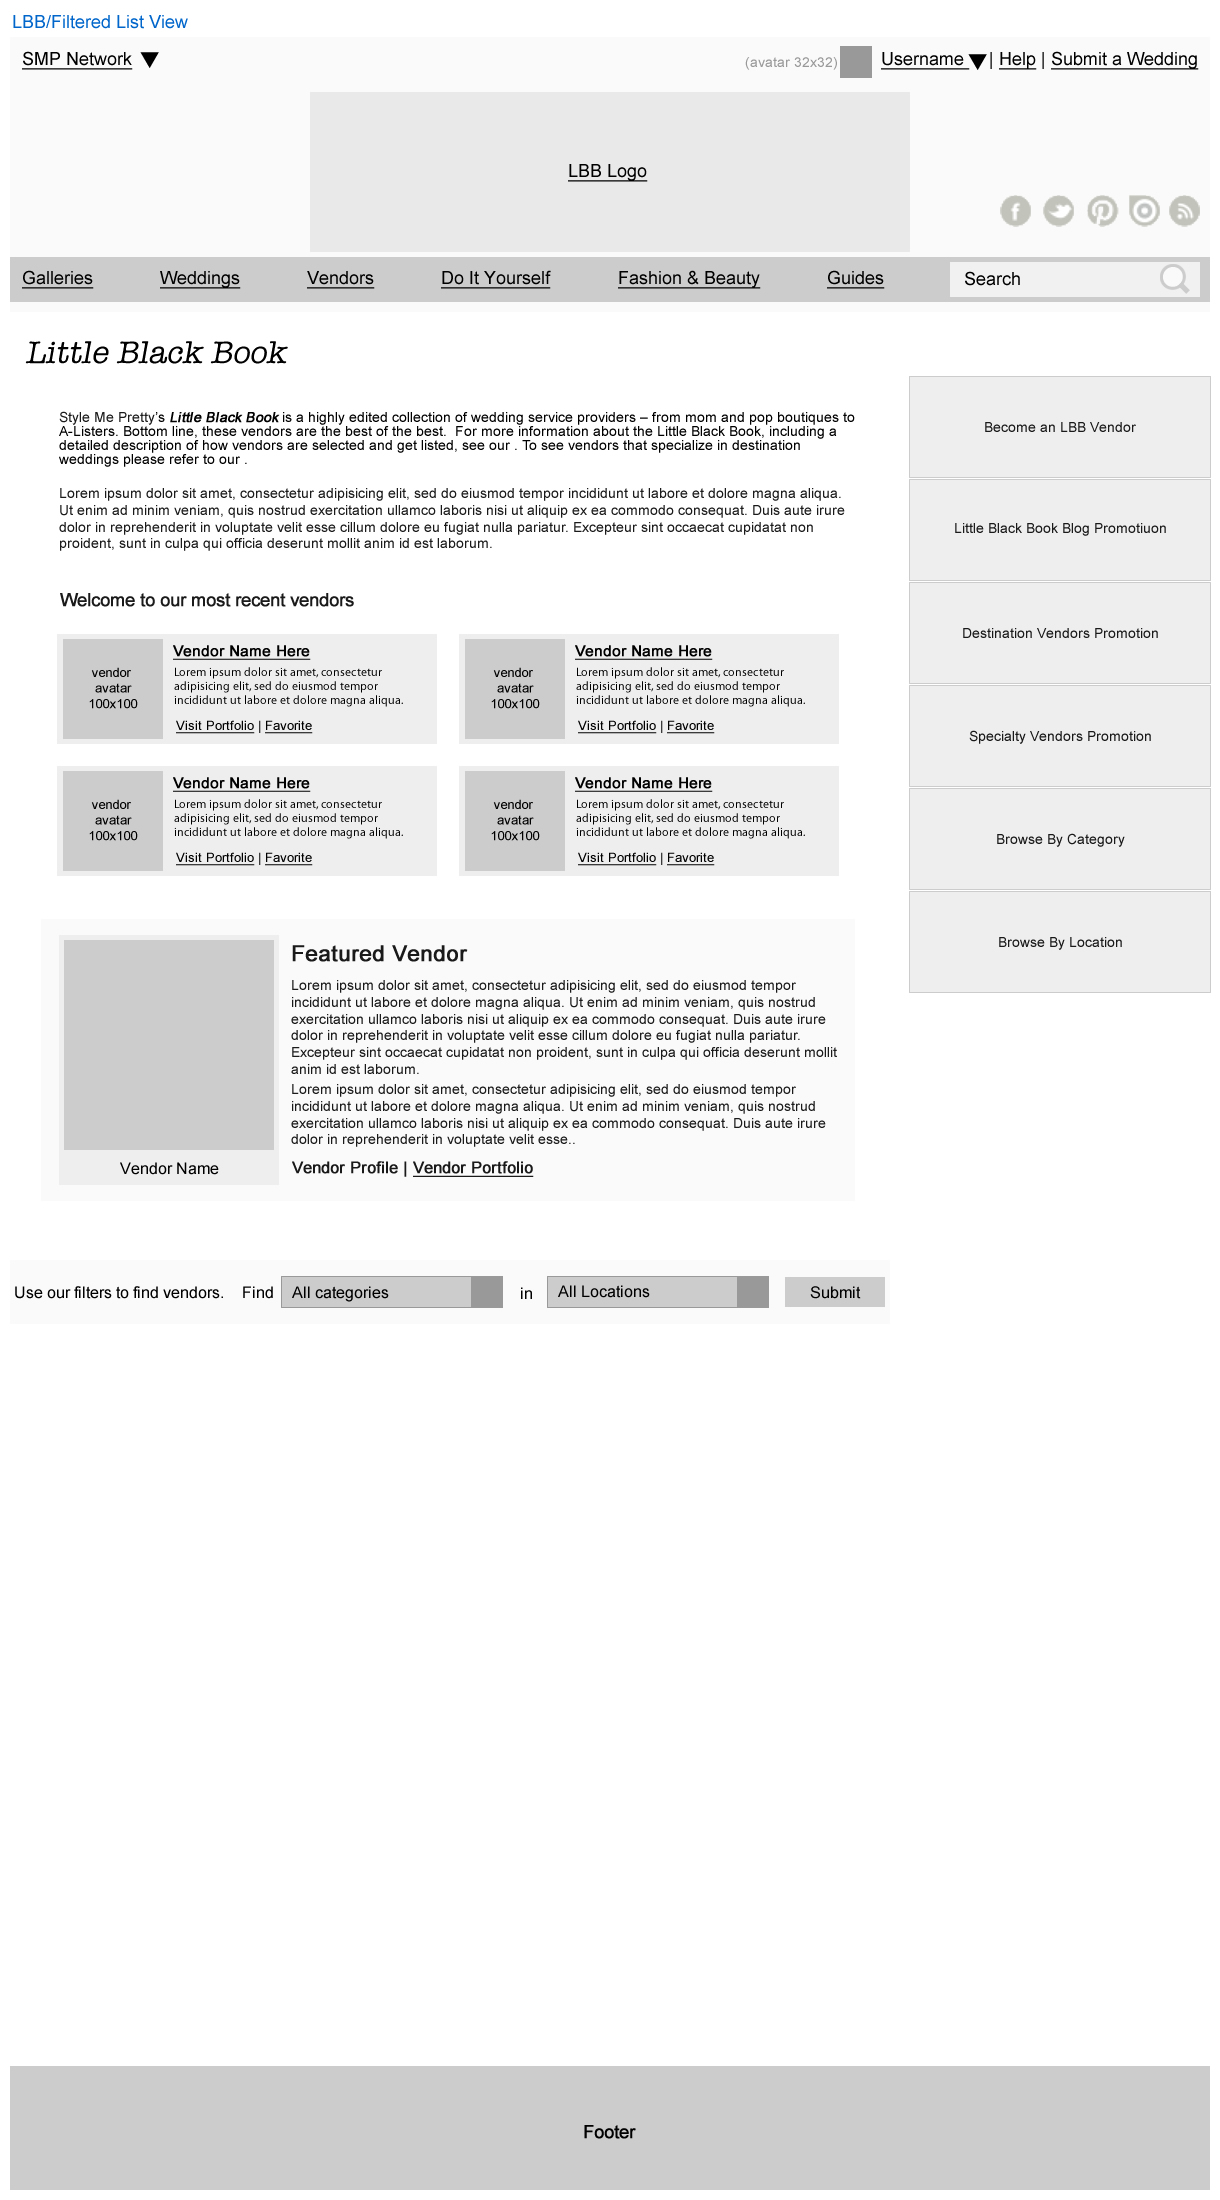 LBB/Filtered List View
SMP Network
(avatar 32x32)
Username | Help | Submit a Wedding
LBB Logo
Galleries Weddings Vendors Do It Yourself Fashion & Beauty Guides Search
Little Black Book
Style Me Pretty's Little Black Book is a highly edited collection of wedding service providers – from mom and pop boutiques to
A-Listers. Bottom line, these vendors are the best of the best.  For more information about the Little Black Book, including a
detailed description of how vendors are selected and get listed, see our . To see vendors that specialize in destination
weddings please refer to our .
Lorem ipsum dolor sit amet, consectetur adipisicing elit, sed do eiusmod tempor incididunt ut labore et dolore magna aliqua.
Ut enim ad minim veniam, quis nostrud exercitation ullamco laboris nisi ut aliquip ex ea commodo consequat. Duis aute irure
dolor in reprehenderit in voluptate velit esse cillum dolore eu fugiat nulla pariatur. Excepteur sint occaecat cupidatat non
proident, sunt in culpa qui officia deserunt mollit anim id est laborum.
Welcome to our most recent vendors
vendor
avatar
100x100
Vendor Name Here
Lorem ipsum dolor sit amet, consectetur
adipisicing elit, sed do eiusmod tempor
incididunt ut labore et dolore magna aliqua.
Visit Portfolio | Favorite
vendor
avatar
100x100
Vendor Name Here
Lorem ipsum dolor sit amet, consectetur
adipisicing elit, sed do eiusmod tempor
incididunt ut labore et dolore magna aliqua.
Visit Portfolio | Favorite
vendor
avatar
100x100
Vendor Name Here
Lorem ipsum dolor sit amet, consectetur
adipisicing elit, sed do eiusmod tempor
incididunt ut labore et dolore magna aliqua.
Visit Portfolio | Favorite
vendor
avatar
100x100
Vendor Name Here
Lorem ipsum dolor sit amet, consectetur
adipisicing elit, sed do eiusmod tempor
incididunt ut labore et dolore magna aliqua.
Visit Portfolio | Favorite
Vendor Name
Featured Vendor
Lorem ipsum dolor sit amet, consectetur adipisicing elit, sed do eiusmod tempor
incididunt ut labore et dolore magna aliqua. Ut enim ad minim veniam, quis nostrud
exercitation ullamco laboris nisi ut aliquip ex ea commodo consequat. Duis aute irure
dolor in reprehenderit in voluptate velit esse cillum dolore eu fugiat nulla pariatur.
Excepteur sint occaecat cupidatat non proident, sunt in culpa qui officia deserunt mollit
anim id est laborum.
Lorem ipsum dolor sit amet, consectetur adipisicing elit, sed do eiusmod tempor
incididunt ut labore et dolore magna aliqua. Ut enim ad minim veniam, quis nostrud
exercitation ullamco laboris nisi ut aliquip ex ea commodo consequat. Duis aute irure
dolor in reprehenderit in voluptate velit esse..
Vendor Profile | Vendor Portfolio
Become an LBB Vendor
Little Black Book Blog Promotiuon
Destination Vendors Promotion
Specialty Vendors Promotion
Browse By Category
Browse By Location
Use our filters to find vendors. Find All categories in All Locations Submit
Footer